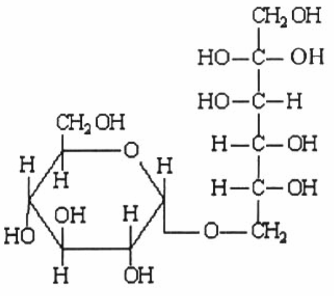 CH₂OH
HO—C—OH
HO—C—H
CH₂OH H—C—OH
H O H
H H—C—OH
OH H
HO O—CH₂
H OH